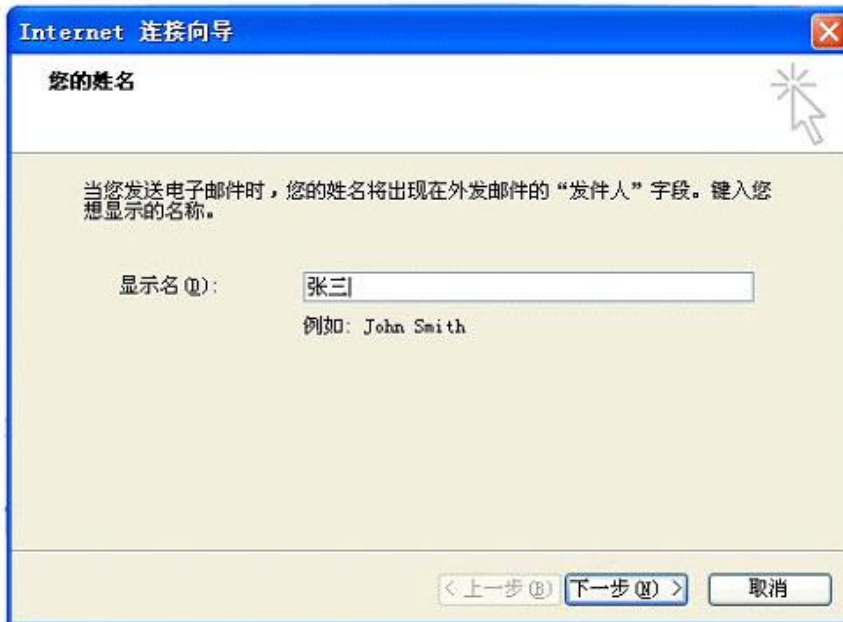 Internet 连接向导
您的姓名
当您发送电子邮件时，您的姓名将出现在外发邮件的“发件人”字段。键入您
想显示的名称。
显示名(D)：
张三
例如: John Smith
< 上一步(B) 下一步(N) > 取消